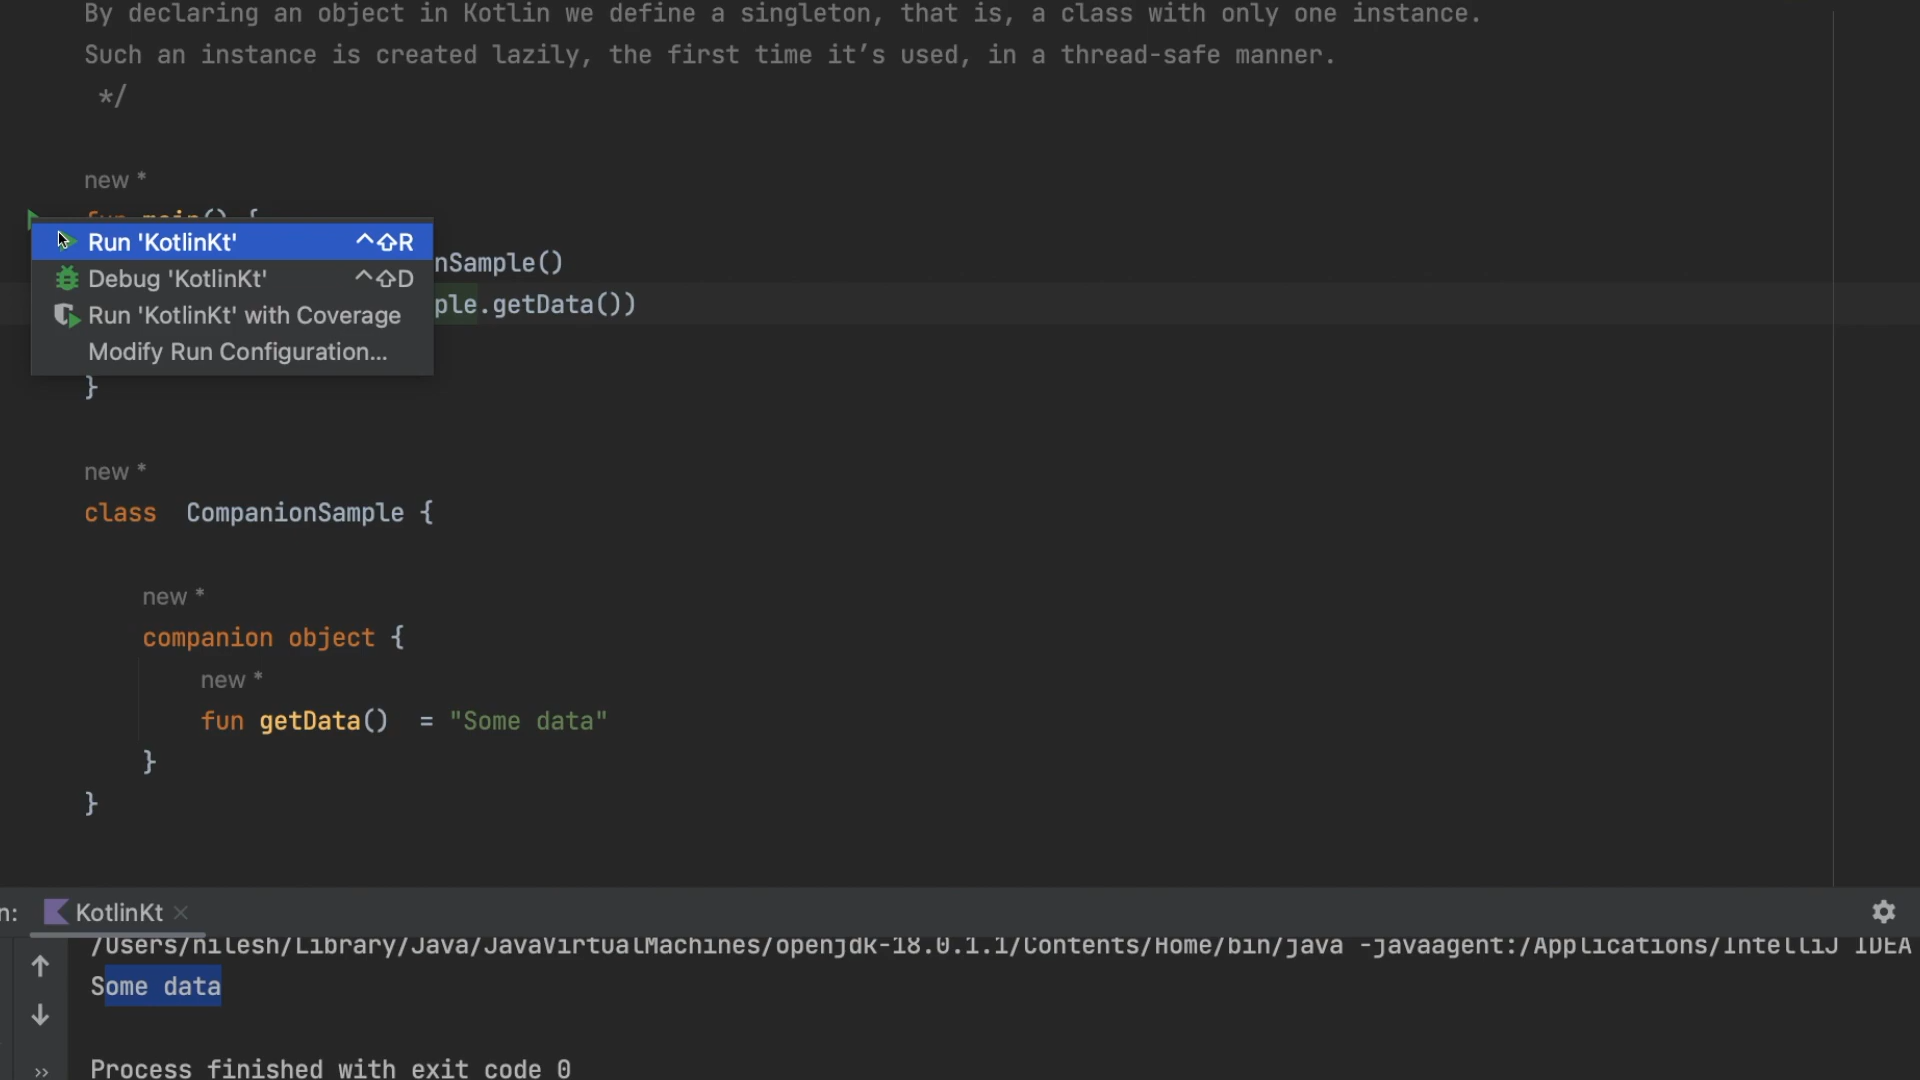 By declaring an object in Kotlin we define a singleton, that is, a class with only one instance.
Such an instance is created lazily, the first time it’s used, in a thread-safe manner.
*/
new *
fun main() {
Run 'KotlinKt' ^⇧R
nSample()
Debug 'KotlinKt' ^⇧D
ple.getData())
Run 'KotlinKt' with Coverage
Modify Run Configuration...
}
new *
class CompanionSample {
new *
companion object {
new *
fun getData() = "Some data"
}
}
n: KotlinKt ×
/Users/nilesh/Library/Java/JavaVirtualMachines/openjdk-18.0.1.1/Contents/Home/bin/java -javaagent:/Applications/IntelliJ IDEA
Some data
Process finished with exit code 0